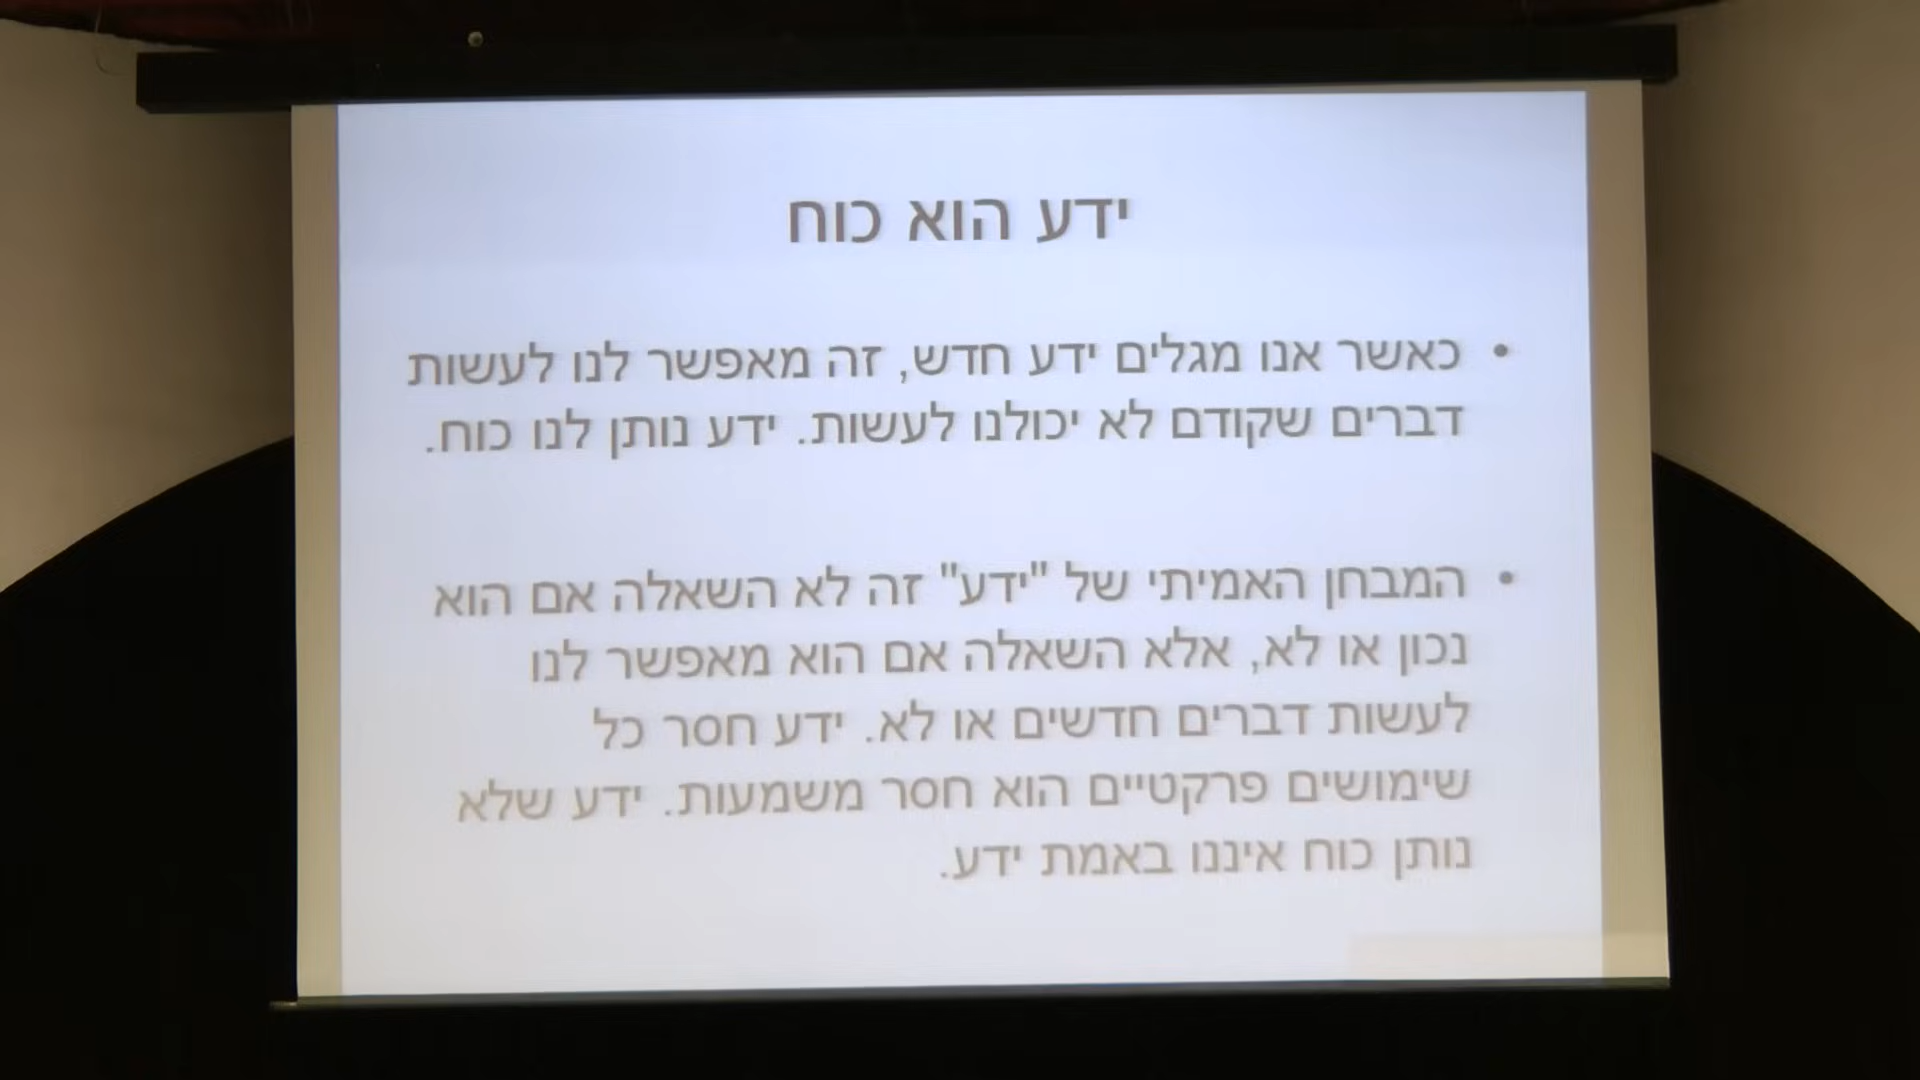 ידע הוא כוח
• כאשר אנו מגלים ידע חדש, זה מאפשר לנו לעשות
דברים שקודם לא יכולנו לעשות. ידע נותן לנו כוח.
• המבחן האמיתי של "ידע" זה לא השאלה אם הוא
נכון או לא, אלא השאלה אם הוא מאפשר לנו
לעשות דברים חדשים או לא. ידע חסר כל
שימושים פרקטיים הוא חסר משמעות. ידע שלא
נותן כוח איננו באמת ידע.